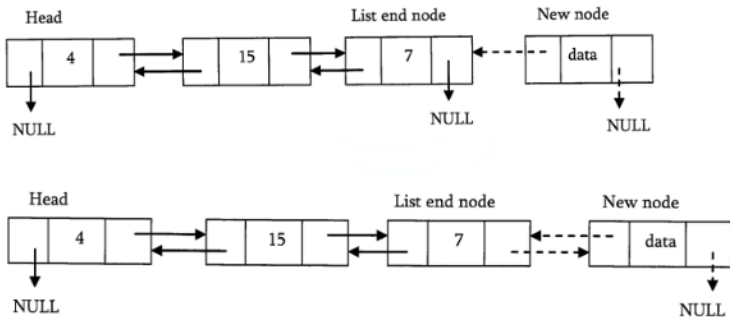 Head List end node New node
4 15 7 data
NULL NULL NULL
Head List end node New node
4 15 7 data
NULL NULL